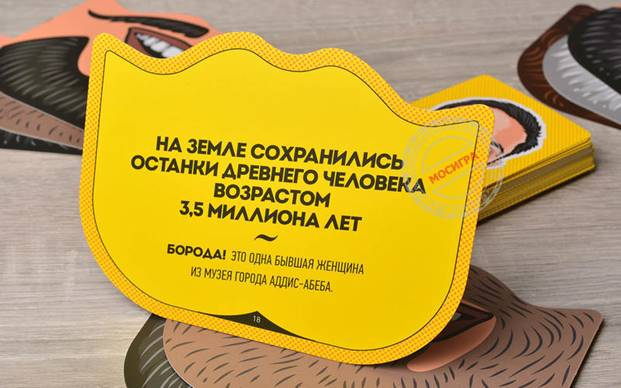 НА ЗЕМЛЕ СОХРАНИЛИСЬ
ОСТАНКИ ДРЕВНЕГО ЧЕЛОВЕКА
ВОЗРАСТОМ
3,5 МИЛЛИОНА ЛЕТ
БОРОДА! ЭТО ОДНА БЫВШАЯ ЖЕНЩИНА
ИЗ МУЗЕЯ ГОРОДА АДДИС-АБЕБА.
18
МОСИГРА